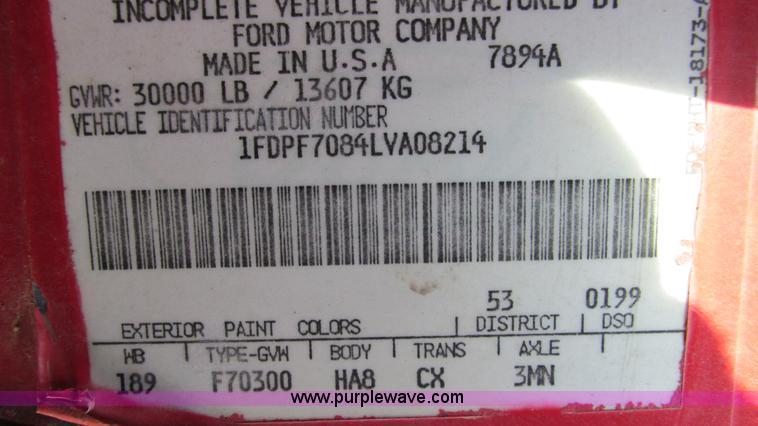 INCOMPLETE VEHICLE MANUFACTURED BY
FORD MOTOR COMPANY
MADE IN U.S.A 7894A
GVWR: 30000 LB / 13607 KG
VEHICLE IDENTIFICATION NUMBER
1FDPF7084LVA08214
53 0199
EXTERIOR PAINT COLORS DISTRICT DSO
WB TYPE-GVW BODY TRANS AXLE
189 F70300 HA8 CX 3MN
www.purplewave.com